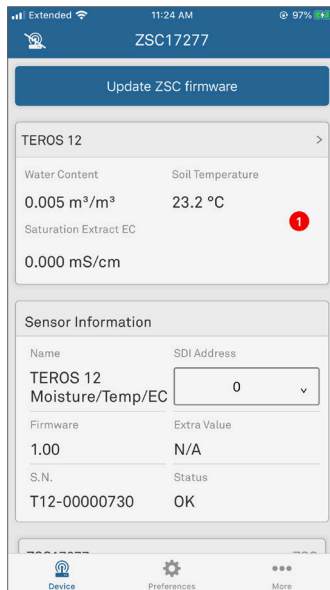 Extended 11:24 AM 97%
ZSC17277
Update ZSC firmware
TEROS 12 >
Water Content Soil Temperature
0.005 m³/m³ 23.2 °C
Saturation Extract EC
1
0.000 mS/cm
Sensor Information
Name SDI Address
TEROS 12
Moisture/Temp/EC 0
Firmware Extra Value
1.00 N/A
S.N. Status
T12-00000730 OK
Device Preferences More